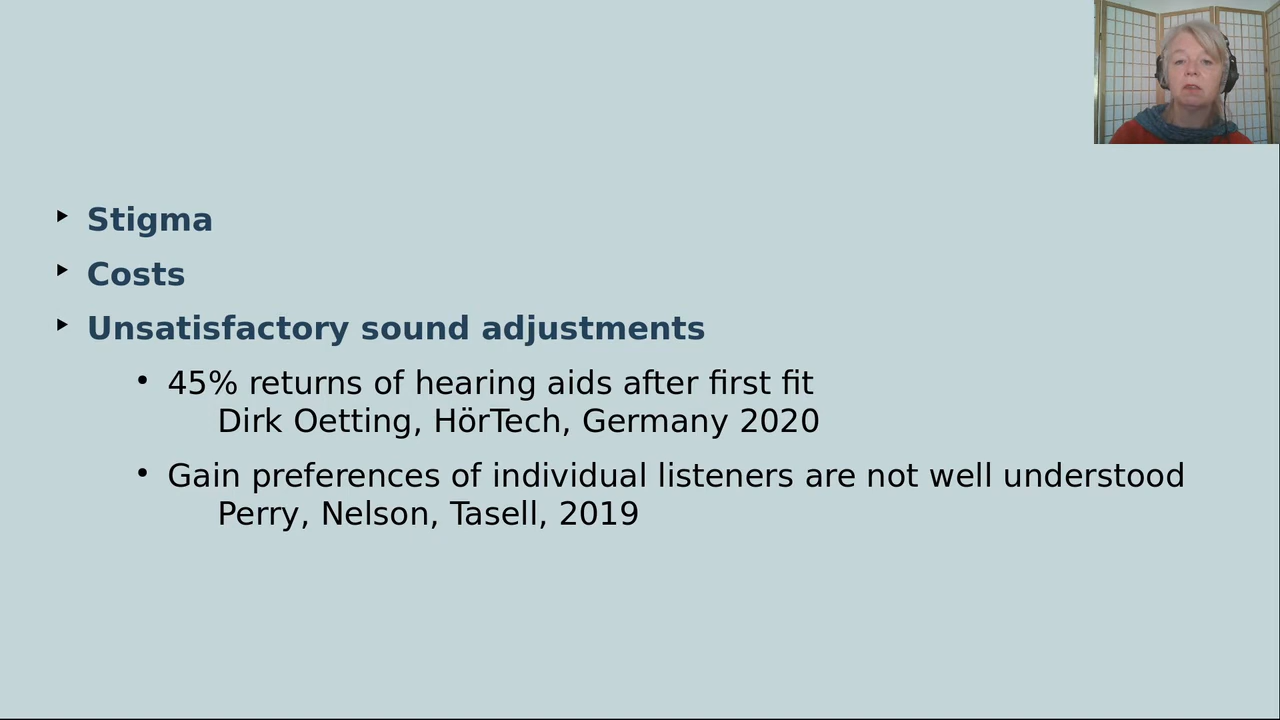 Stigma
Costs
Unsatisfactory sound adjustments
45% returns of hearing aids after first fit
Dirk Oetting, HörTech, Germany 2020
Gain preferences of individual listeners are not well understood
Perry, Nelson, Tasell, 2019